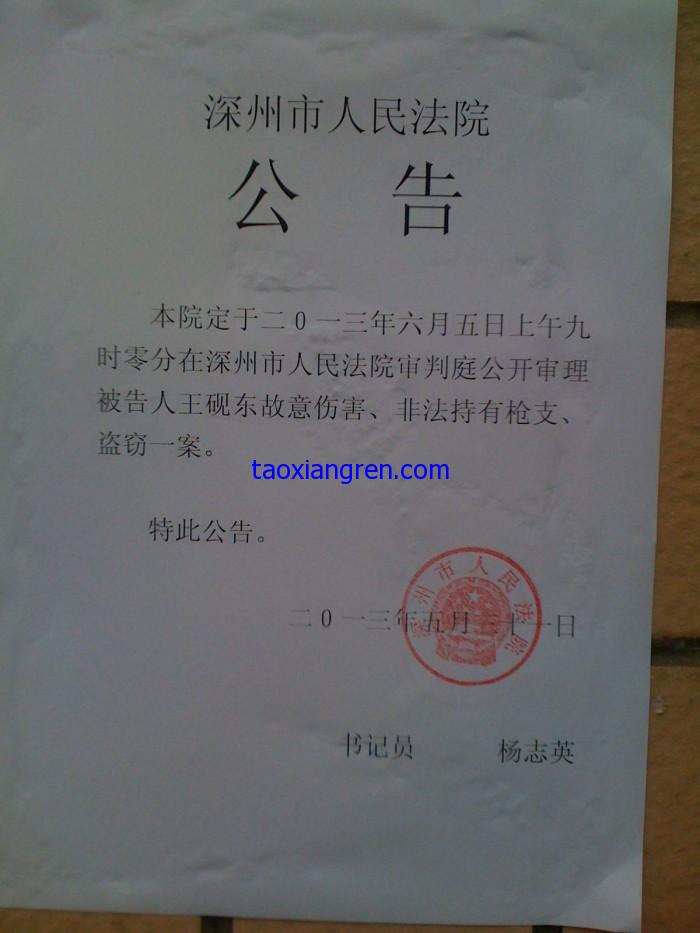 深州市人民法院
公 告
本院定于二0一三年六月五日上午九
时零分在深州市人民法院审判庭公开审理
被告人王砚东故意伤害、非法持有枪支、
盗窃一案。
taoxiangren.com
特此公告。
深州市人民法院
二0一三年五月三十一日
书记员 杨志英